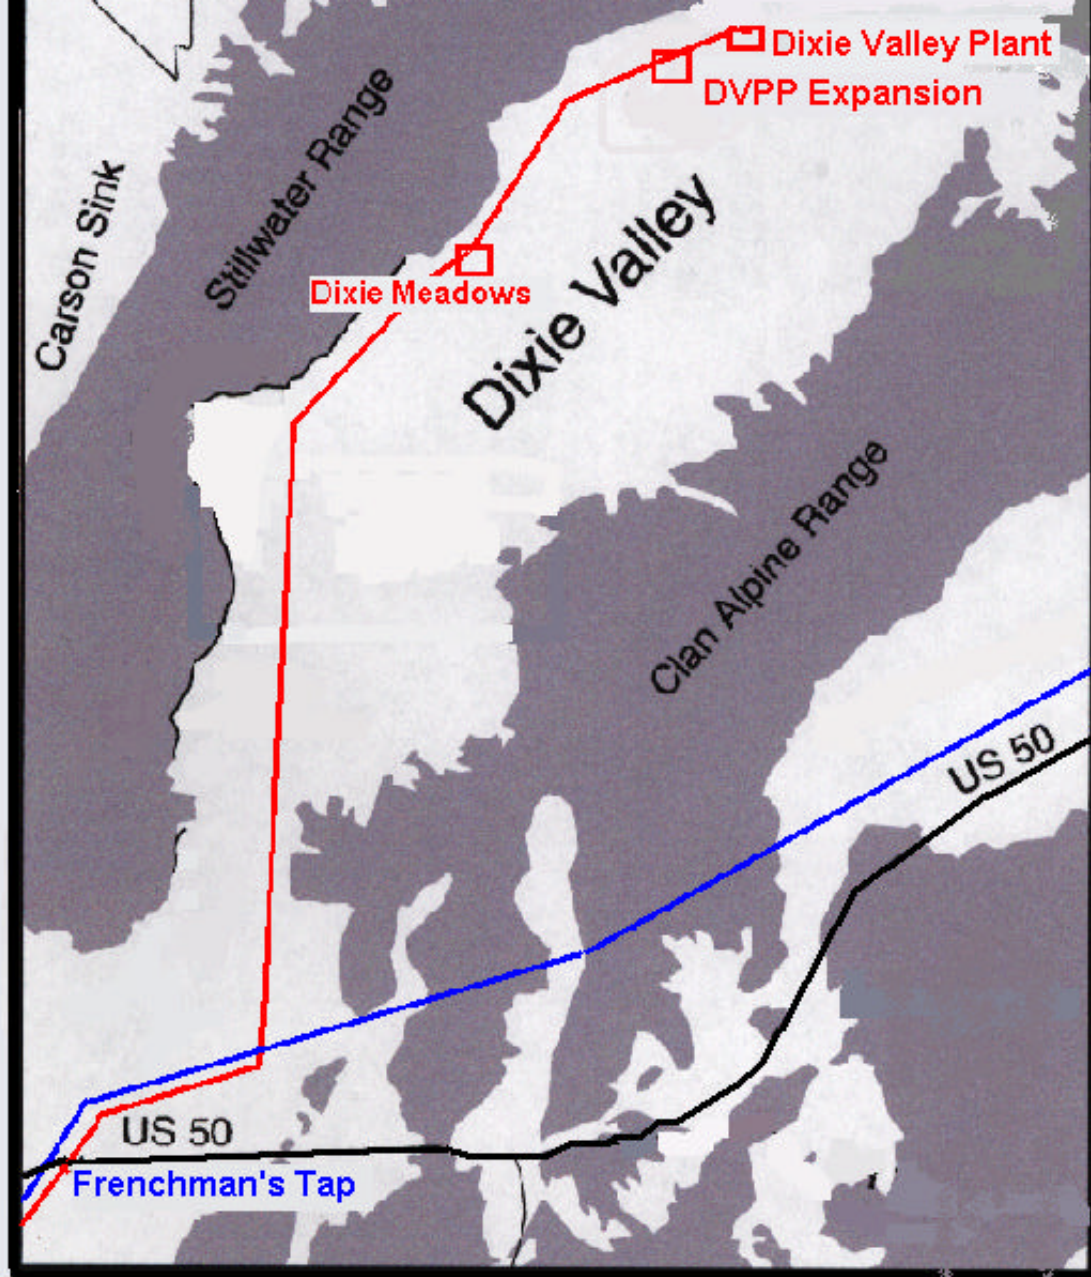 Dixie Valley Plant
DVPP Expansion
Stillwater Range
Carson Sink
Dixie Valley
Dixie Meadows
Clan Alpine Range
US 50
US 50
Frenchman's Tap